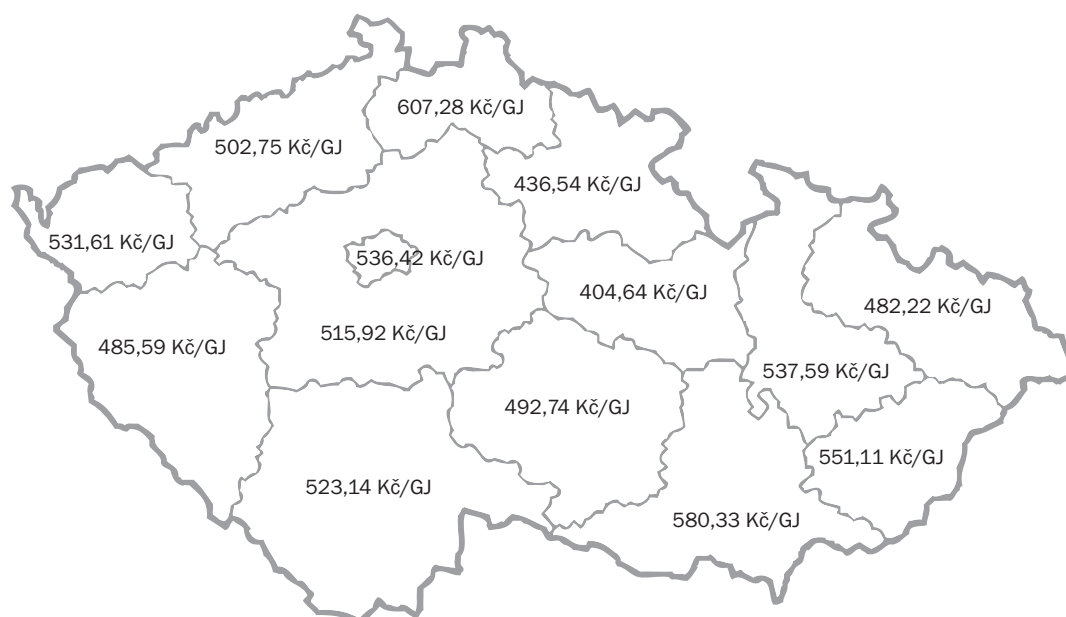 607,28 Kč/GJ
502,75 Kč/GJ
436,54 Kč/GJ
531,61 Kč/GJ
536,42 Kč/GJ
404,64 Kč/GJ
482,22 Kč/GJ
515,92 Kč/GJ
485,59 Kč/GJ
537,59 Kč/GJ
492,74 Kč/GJ
551,11 Kč/GJ
523,14 Kč/GJ
580,33 Kč/GJ